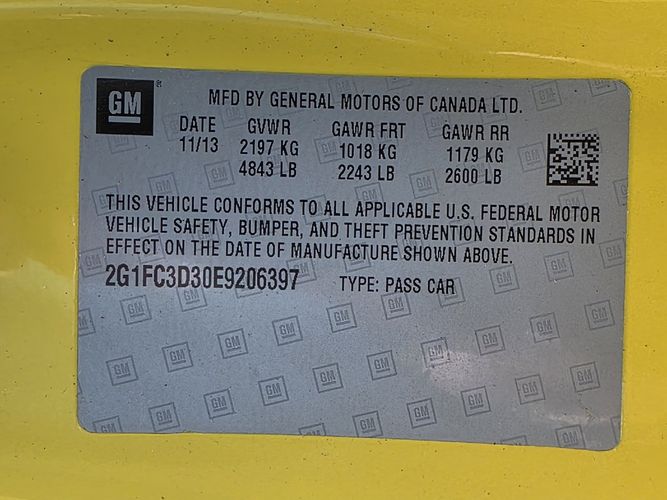 GM ®
MFD BY GENERAL MOTORS OF CANADA LTD.
DATE GVWR GAWR FRT GAWR RR
11/13 2197 KG 1018 KG 1179 KG
4843 LB 2243 LB 2600 LB
THIS VEHICLE CONFORMS TO ALL APPLICABLE U.S. FEDERAL MOTOR
VEHICLE SAFETY, BUMPER, AND THEFT PREVENTION STANDARDS IN
EFFECT ON THE DATE OF MANUFACTURE SHOWN ABOVE.
2G1FC3D30E9206397 TYPE: PASS CAR